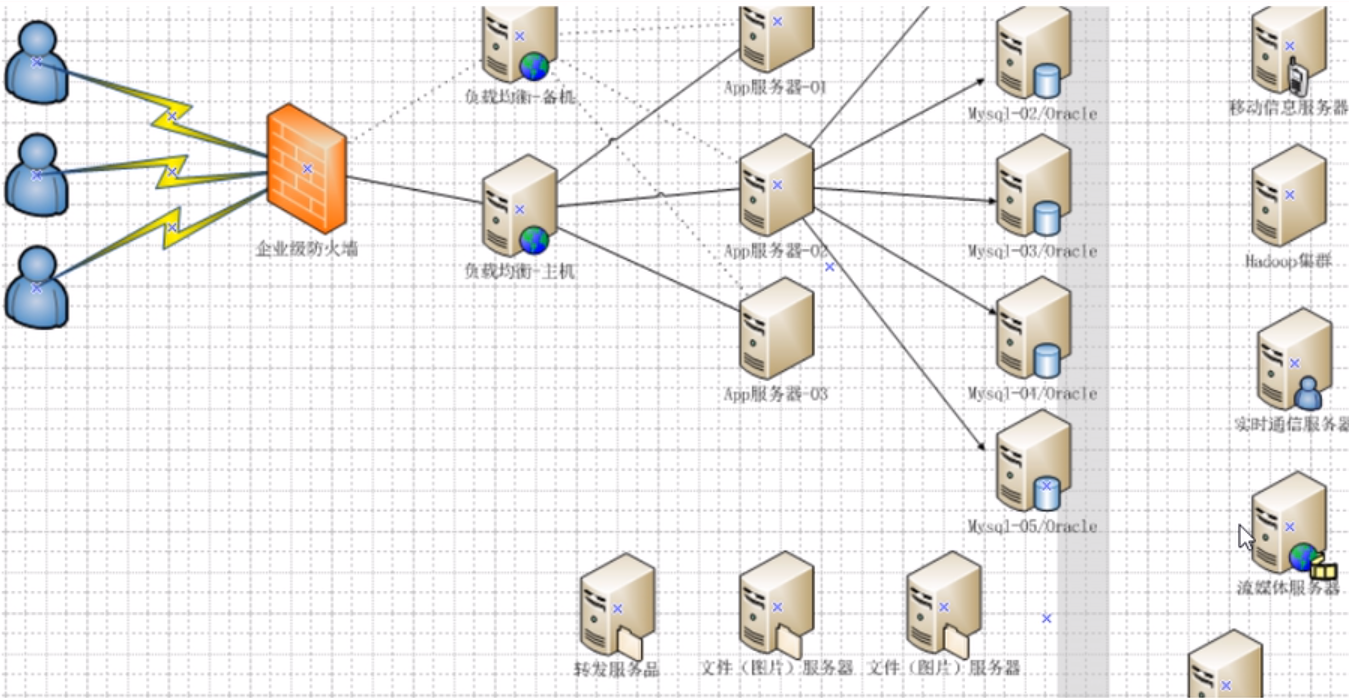 负载均衡-备机
App服务器-01
Mysql-02/Oracle
移动信息服务器
企业级防火墙
负载均衡-主机
App服务器-02
Mysql-03/Oracle
Hadoop集群
App服务器-03
Mysql-04/Oracle
实时通信服务器
Mysql-05/Oracle
流媒体服务器
转发服务品
文件（图片）服务器
文件（图片）服务器